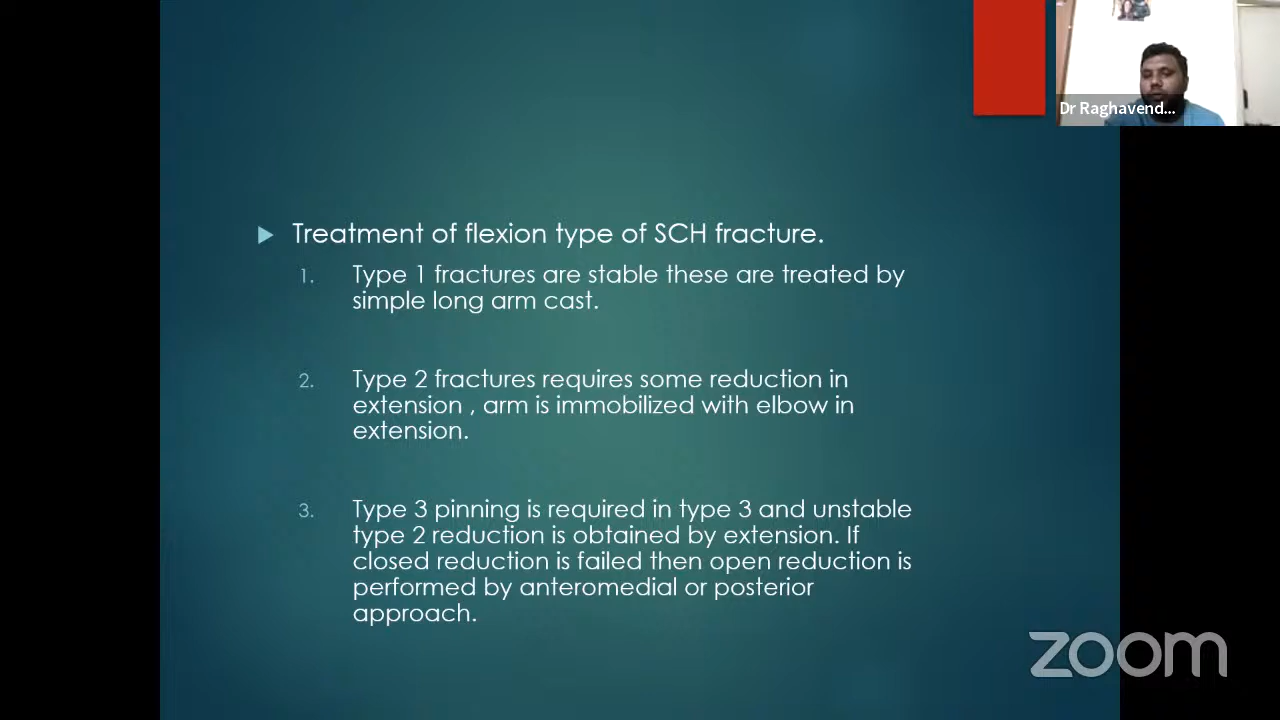 Dr Raghavend...
Treatment of flexion type of SCH fracture.
1. Type 1 fractures are stable these are treated by
simple long arm cast.
2. Type 2 fractures requires some reduction in
extension , arm is immobilized with elbow in
extension.
3. Type 3 pinning is required in type 3 and unstable
type 2 reduction is obtained by extension. If
closed reduction is failed then open reduction is
performed by anteromedial or posterior
approach.
zoom